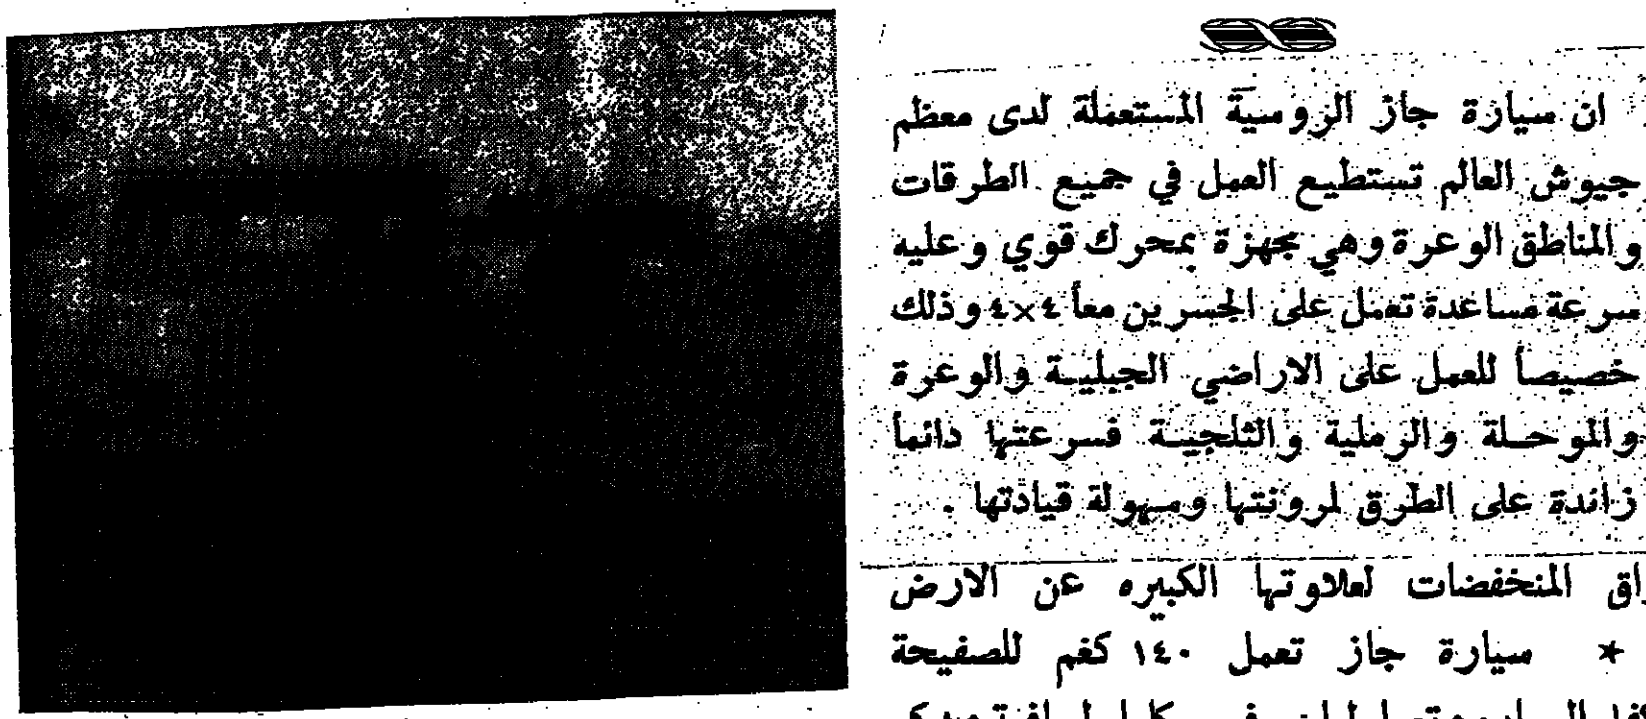 ان سيارة جاز الروسية المستعملة لدى معظم
جيوش العالم تستطيع العمل في جميع الطرقات
والمناطق الوعرة وهي مجهزة بمحرك قوي وعليه
سرعة مساعدة تعمل على الجسرين معاً ٤×٤ وذلك
خصيصاً للعمل على الاراضي الجبلية والوعرة
والموحلة والرملية والثلجية فسرعتها دائما
زائدة على الطرق لمرونتها وسهولة قيادتها .
المنخفضات لعلاوتها الكبيره عن الارض
* سيارة جاز تعمل ١٤٠ كغم للصفيحة